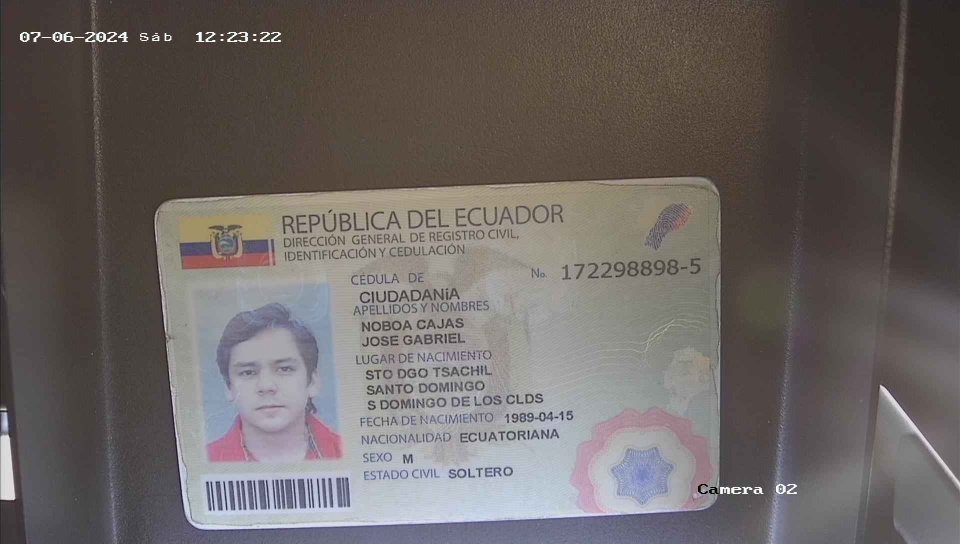 07-06-2024 Sáb 12:23:22
REPÚBLICA DEL ECUADOR
DIRECCIÓN GENERAL DE REGISTRO CIVIL,
IDENTIFICACIÓN Y CEDULACIÓN
CÉDULA DE No. 172298898-5
CIUDADANíA
APELLIDOS Y NOMBRES
NOBOA CAJAS
JOSE GABRIEL
LUGAR DE NACIMIENTO
STO DGO TSACHIL
SANTO DOMINGO
S DOMINGO DE LOS CLDS
FECHA DE NACIMIENTO 1989-04-15
NACIONALIDAD ECUATORIANA
SEXO M
ESTADO CIVIL SOLTERO
Camera 02